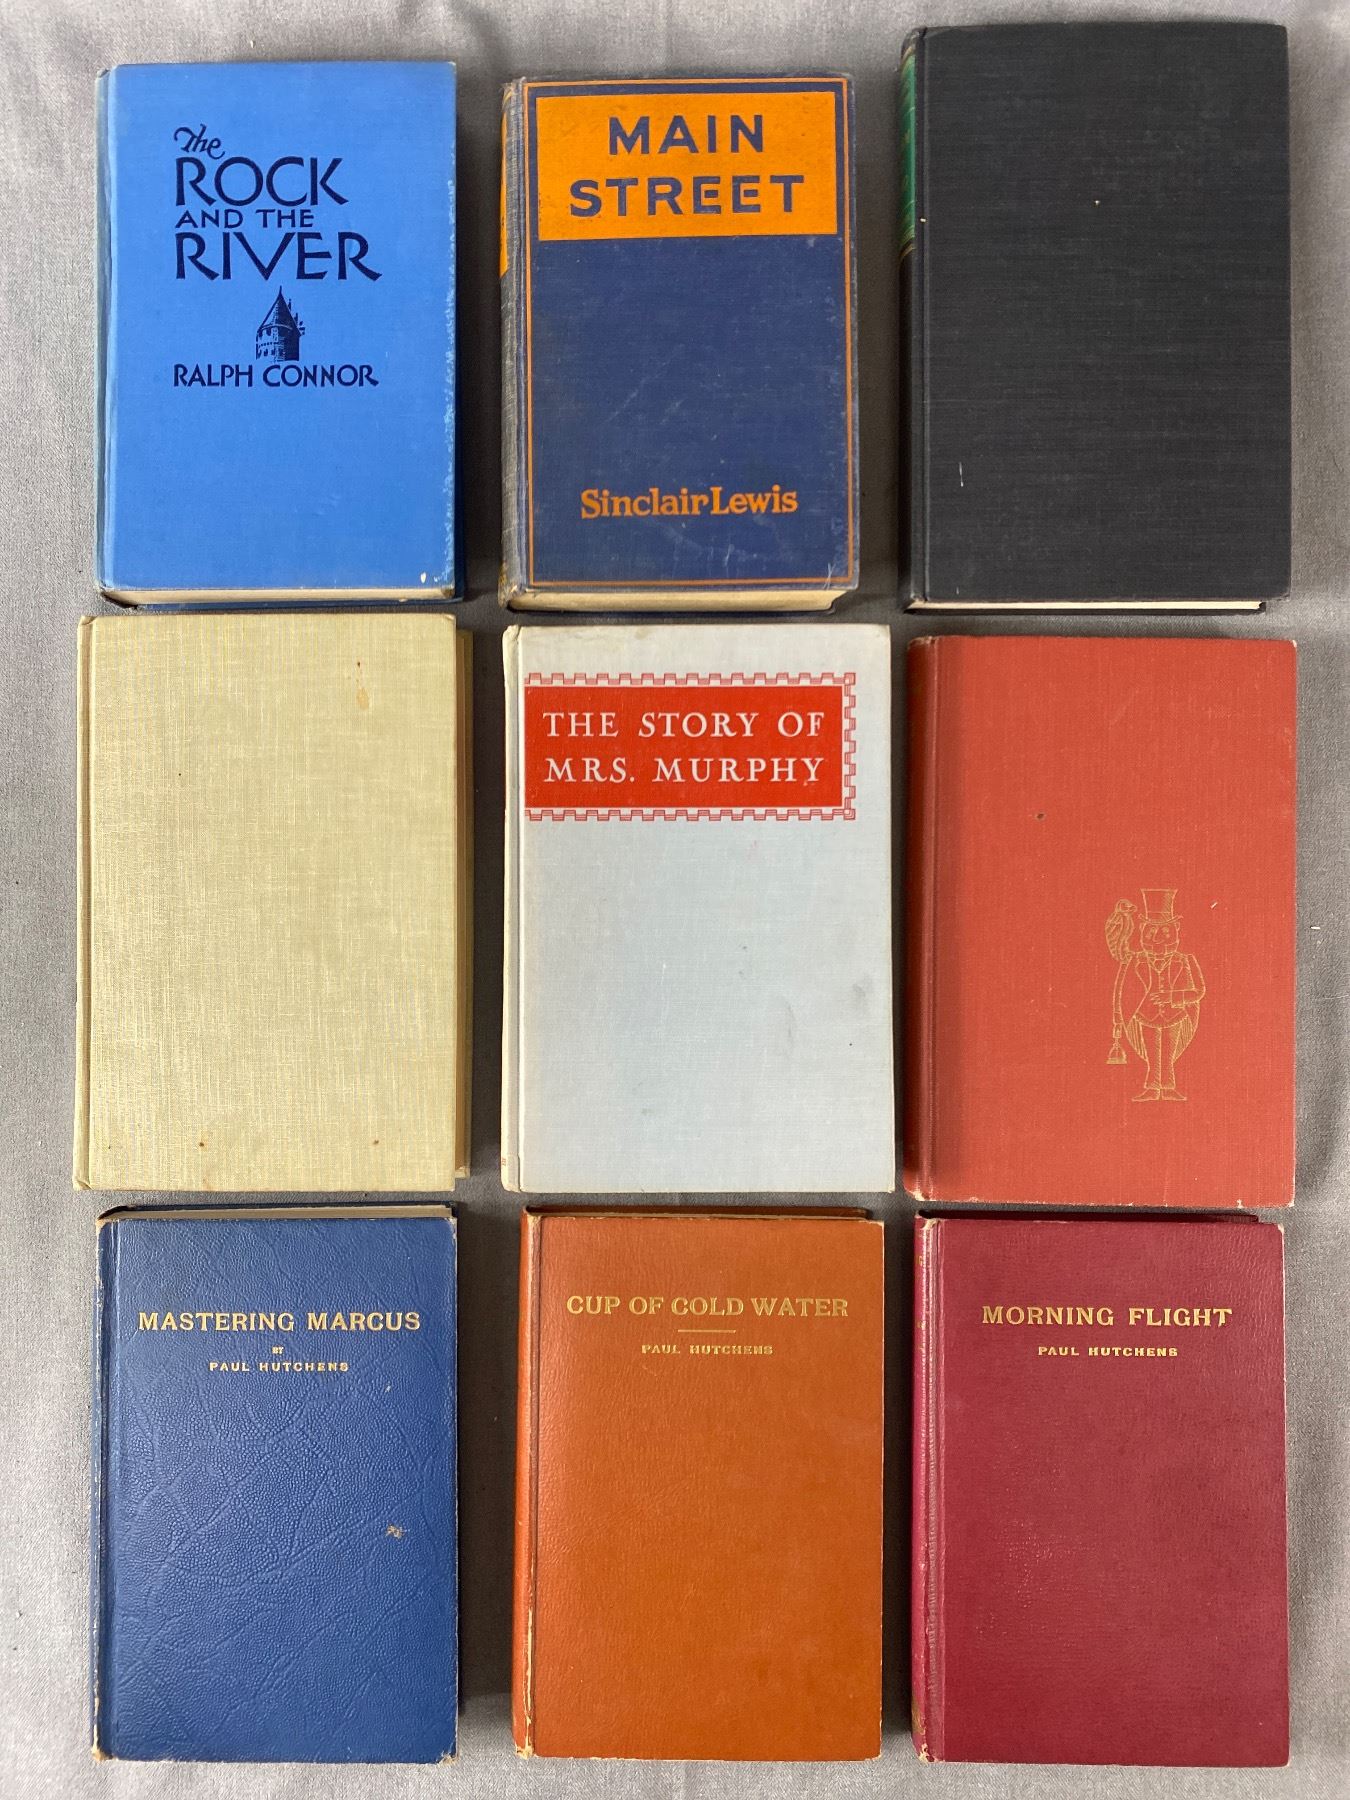 The
ROCK
AND THE
RIVER
RALPH CONNOR
MAIN
STREET
Sinclair Lewis
THE STORY OF
MRS. MURPHY
MASTERING MARCUS
BY
PAUL HUTCHENS
CUP OF COLD WATER
PAUL HUTCHENS
MORNING FLIGHT
PAUL HUTCHENS